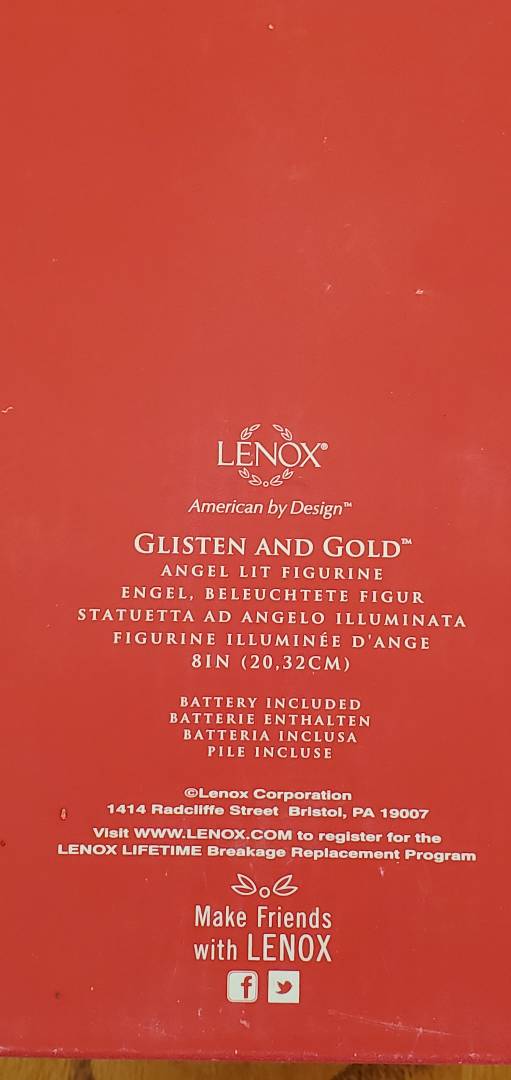 LENOX®
American by Design™
GLISTEN AND GOLD™
ANGEL LIT FIGURINE
ENGEL, BELEUCHTETE FIGUR
STATUETTA AD ANGELO ILLUMINATA
FIGURINE ILLUMINÉE D'ANGE
8IN (20,32CM)
BATTERY INCLUDED
BATTERIE ENTHALTEN
BATTERIA INCLUSA
PILE INCLUSE
©Lenox Corporation
1414 Radcliffe Street Bristol, PA 19007
Visit WWW.LENOX.COM to register for the
LENOX LIFETIME Breakage Replacement Program
Make Friends
with LENOX
f